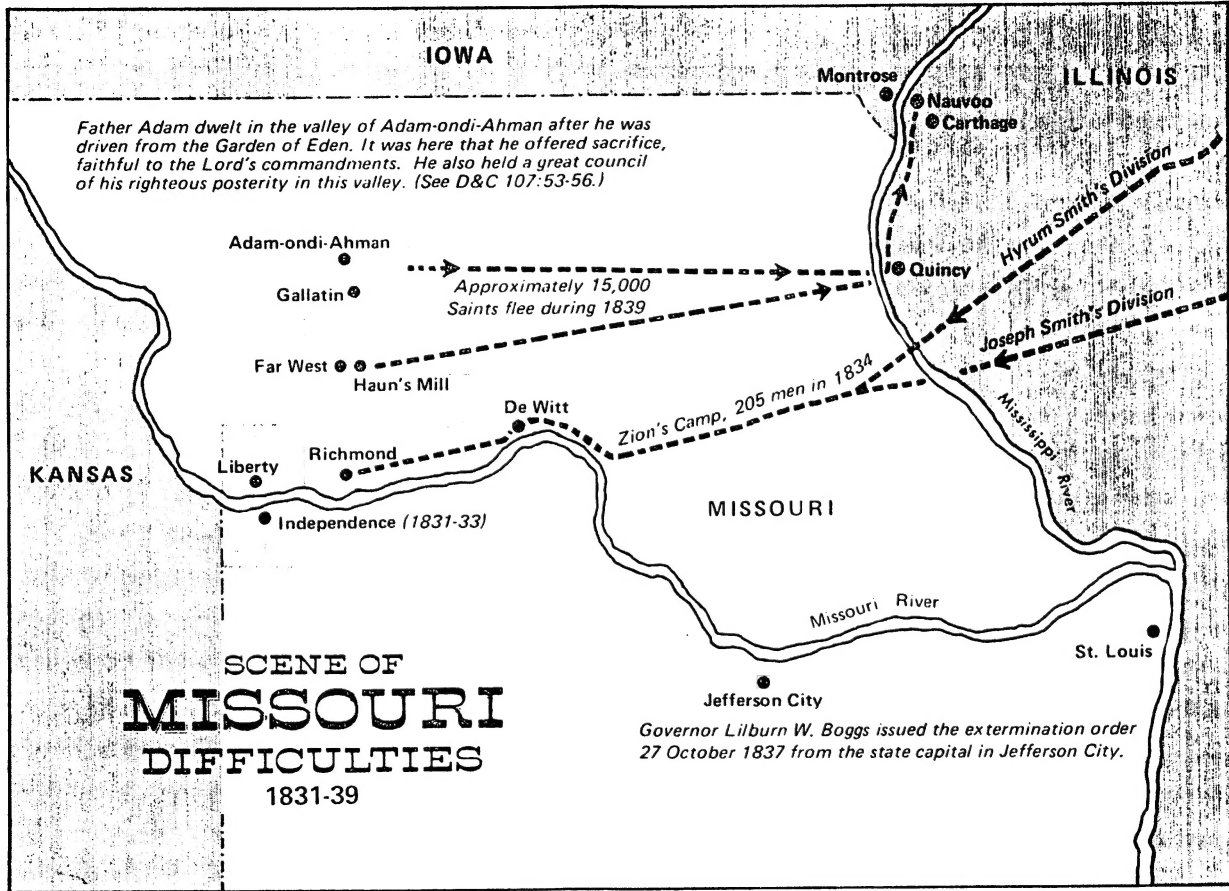 IOWA
ILLINOIS
Montrose
Nauvoo
Carthage
Father Adam dwelt in the valley of Adam-ondi-Ahman after he was
driven from the Garden of Eden. It was here that he offered sacrifice,
faithful to the Lord's commandments. He also held a great council
of his righteous posterity in this valley. (See D&C 107:53-56.)
Hyrum Smith's Division
Adam-ondi-Ahman
Quincy
Gallatin
Approximately 15,000
Saints flee during 1839
Joseph Smith's Division
Far West
Haun's Mill
Zion's Camp, 205 men in 1834
De Witt
Mississippi River
Richmond
Liberty
KANSAS
Independence (1831-33)
MISSOURI
Missouri River
St. Louis
Jefferson City
SCENE OF
MISSOURI
DIFFICULTIES
1831-39
Governor Lilburn W. Boggs issued the extermination order
27 October 1837 from the state capital in Jefferson City.